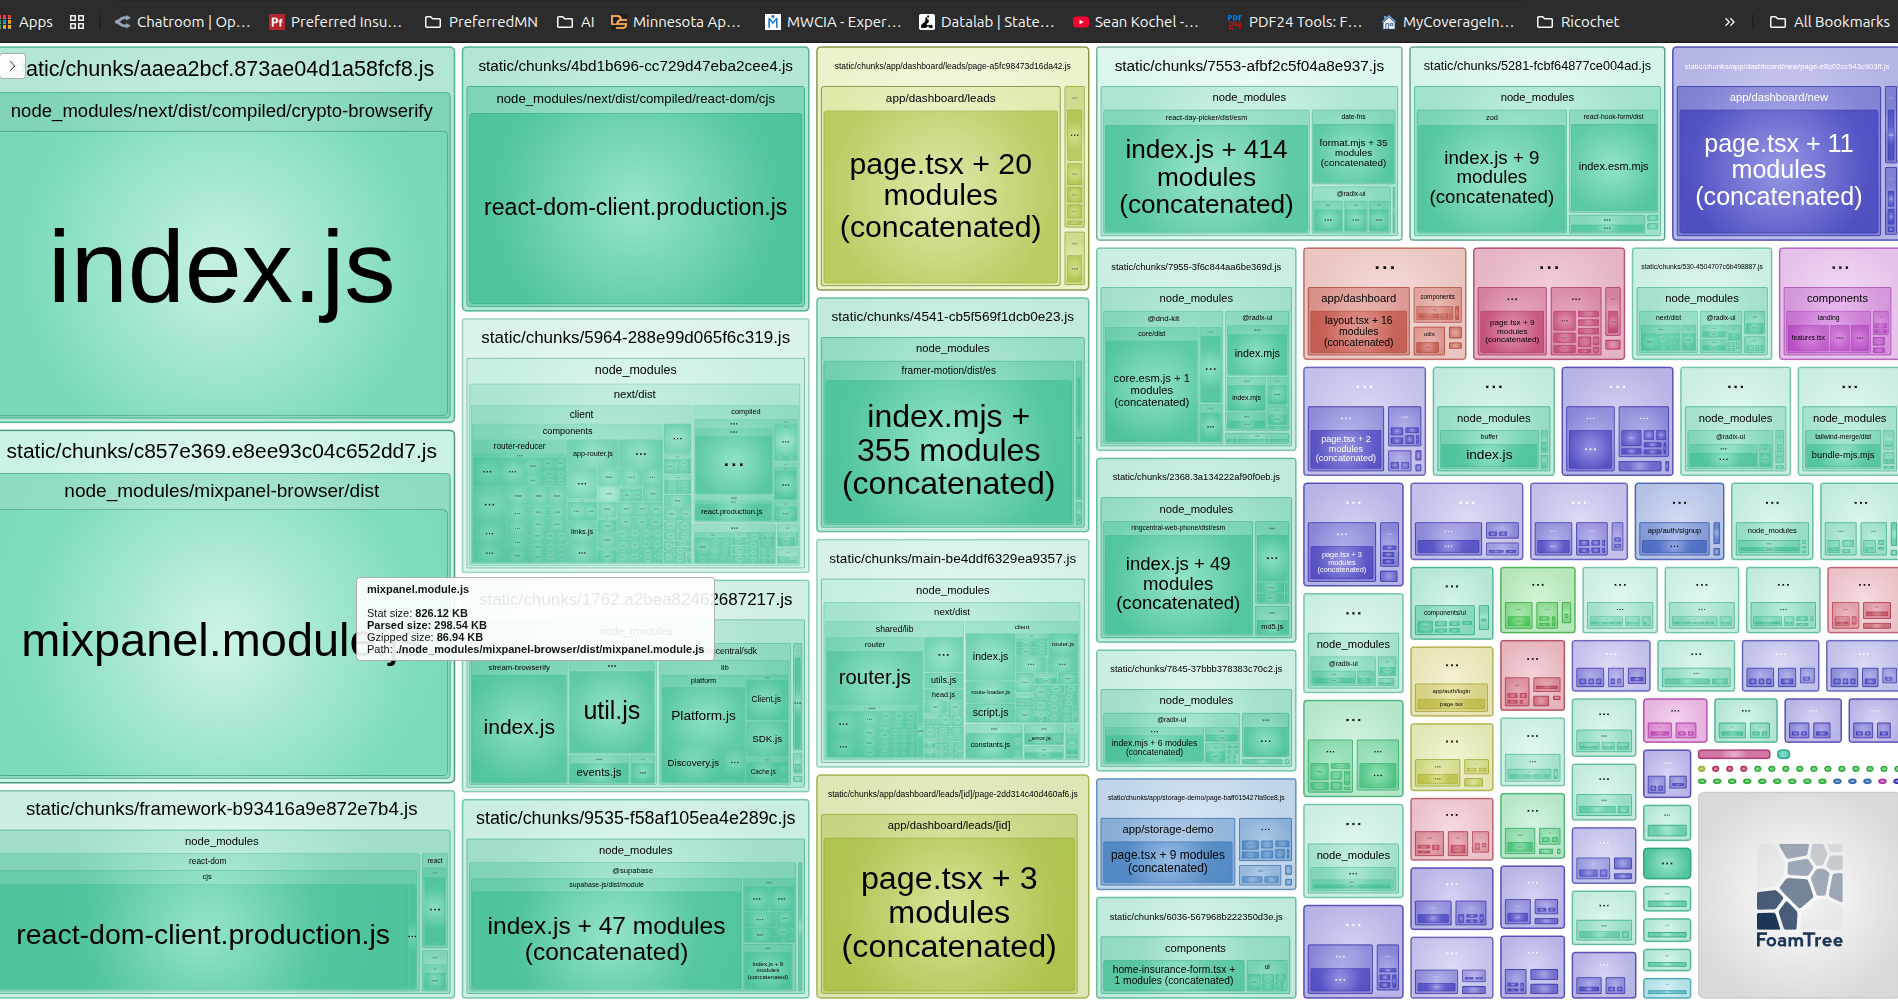 Apps
Chatroom | Op...
Preferred Insu...
PreferredMN
AI
Minnesota Ap...
MWCIA - Exper...
Datalab | State...
Sean Kochel -...
PDF24 Tools: F...
MyCoverageIn...
Ricochet
»
All Bookmarks
atic/chunks/aaea2bcf.873ae04d1a58fcf8.js
node_modules/next/dist/compiled/crypto-browserify
index.js
static/chunks/c857e369.e8ee93c04c652dd7.js
node_modules/mixpanel-browser/dist
mixpanel.module.js
static/chunks/framework-b93416a9e872e7b4.js
node_modules
react-dom
react
cjs
react-dom-client.production.js
static/chunks/4bd1b696-cc729d47eba2cee4.js
node_modules/next/dist/compiled/react-dom/cjs
react-dom-client.production.js
static/chunks/5964-288e99d065f6c319.js
node_modules
next/dist
client
compiled
components
router-reducer
app-router.js
links.js
react.production.js
mixpanel.module.js
Stat size: 826.12 KB
Parsed size: 298.54 KB
Gzipped size: 86.94 KB
Path: ./node_modules/mixpanel-browser/dist/mixpanel.module.js
static/chunks/1762.a2bea82462687217.js
node_modules
central/sdk
stream-browserify
lib
platform
index.js
util.js
events.js
Platform.js
Discovery.js
Client.js
SDK.js
Cache.js
static/chunks/9535-f58af105ea4e289c.js
node_modules
@supabase
supabase-js/dist/module
index.js + 47 modules
(concatenated)
index.js + 9
modules
(concatenated)
static/chunks/app/dashboard/leads/page-a5fc98473d16da42.js
app/dashboard/leads
page.tsx + 20
modules
(concatenated)
static/chunks/4541-cb5f569f1dcb0e23.js
node_modules
framer-motion/dist/es
index.mjs +
355 modules
(concatenated)
static/chunks/main-be4ddf6329ea9357.js
node_modules
next/dist
shared/lib
client
router
router.js
utils.js
head.js
index.js
router.js
route-loader.js
script.js
constants.js
_error.js
static/chunks/app/dashboard/leads/[id]/page-2dd314c40d460af6.js
app/dashboard/leads/[id]
page.tsx + 3
modules
(concatenated)
static/chunks/7553-afbf2c5f04a8e937.js
node_modules
react-day-picker/dist/esm
date-fns
index.js + 414
modules
(concatenated)
format.mjs + 35
modules
(concatenated)
@radix-ui
static/chunks/5281-fcbf64877ce004ad.js
node_modules
zod
react-hook-form/dist
index.js + 9
modules
(concatenated)
index.esm.mjs
static/chunks/app/dashboard/new/page-e8c02cc943c903ff.js
app/dashboard/new
page.tsx + 11
modules
(concatenated)
static/chunks/7955-3f6c844aa6be369d.js
node_modules
@dnd-kit
@radix-ui
core/dist
core.esm.js + 1
modules
(concatenated)
index.mjs
index.mjs
app/dashboard
components
layout.tsx + 16
modules
(concatenated)
utils
page.tsx + 9
modules
(concatenated)
static/chunks/530-4504707c6b498887.js
node_modules
next/dist
@radix-ui
components
landing
features.tsx
page.tsx + 2
modules
(concatenated)
node_modules
buffer
index.js
node_modules
@radix-ui
node_modules
tailwind-merge/dist
bundle-mjs.mjs
static/chunks/2368.3a134222af90f0eb.js
node_modules
ringcentral-web-phone/dist/esm
index.js + 49
modules
(concatenated)
md5.js
page.tsx + 3
modules
(concatenated)
app/auth/signup
node_modules
components/ui
node_modules
@radix-ui
app/auth/login
page.tsx
static/chunks/7845-37bbb378383c70c2.js
node_modules
@radix-ui
index.mjs + 6 modules
(concatenated)
static/chunks/app/storage-demo/page-baff015427fa9ce8.js
app/storage-demo
page.tsx + 9 modules
(concatenated)
node_modules
static/chunks/6036-567968b222350d3e.js
components
home-insurance-form.tsx +
1 modules (concatenated)
ui
FoamTree